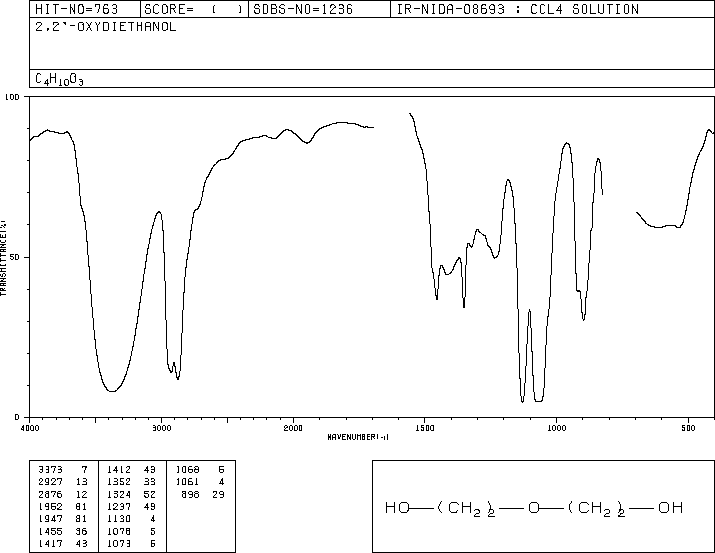 HIT-NO=763 SCORE= ( ) SDBS-NO=1236 IR-NIDA-08693 : CCL4 SOLUTION
2,2'-OXYDIETHANOL
C4H10O3
100
TRANSMITTANCE(%)
50
0
4000 3000 2000 1500 1000 500
WAVENUMBER(-1)
3373 7 1412 43 1068 6
2927 13 1352 33 1061 4
2876 12 1324 52 898 29
1962 81 1237 49
1947 81 1130 4
1455 36 1078 5
1417 43 1073 6
HO—(CH2)2—O—(CH2)2—OH